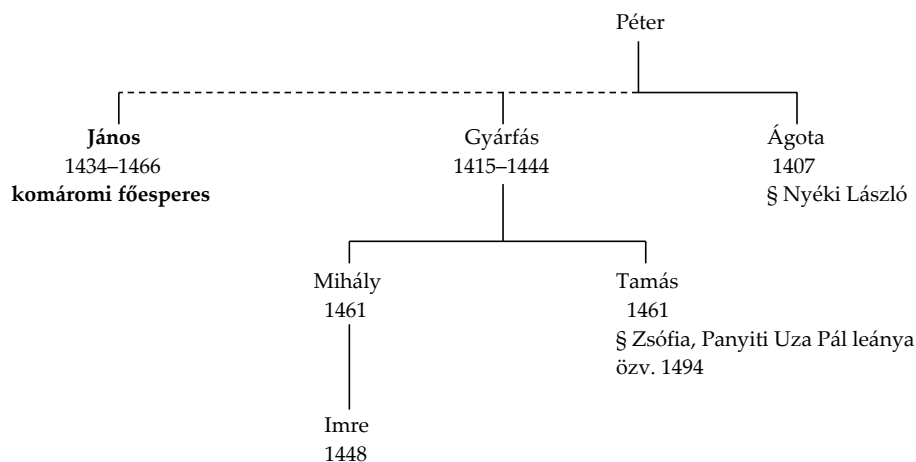 Péter
János
1434–1466
komáromi főesperes
Gyárfás
1415–1444
Ágota
1407
§ Nyéki László
Mihály
1461
Tamás
1461
§ Zsófia, Panyiti Uza Pál leánya
özv. 1494
Imre
1448